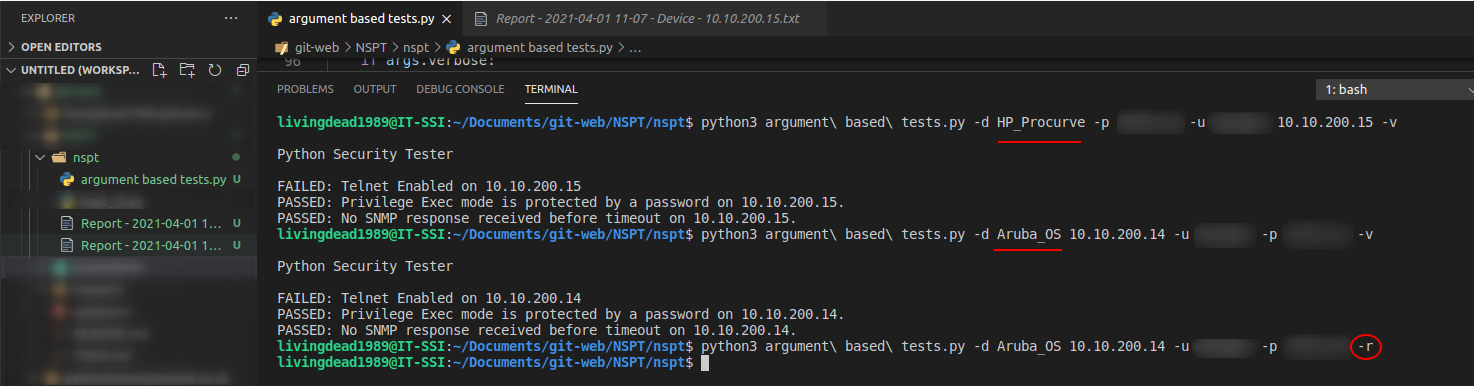 EXPLORER ...
OPEN EDITORS
UNTITLED (WORKSP...
nspt
argument based tests.py U
Report - 2021-04-01 1... U
Report - 2021-04-01 1... U
argument based tests.py
Report - 2021-04-01 11-07 - Device - 10.10.200.15.txt
git-web > NSPT > nspt > argument based tests.py > ...
96 if args.verbose:
PROBLEMS OUTPUT DEBUG CONSOLE TERMINAL 1: bash
livingdead1989@IT-SSI:~/Documents/git-web/NSPT/nspt$ python3 argument\ based\ tests.py -d HP_Procurve -p -u 10.10.200.15 -v
Python Security Tester
FAILED: Telnet Enabled on 10.10.200.15
PASSED: Privilege Exec mode is protected by a password on 10.10.200.15.
PASSED: No SNMP response received before timeout on 10.10.200.15.
livingdead1989@IT-SSI:~/Documents/git-web/NSPT/nspt$ python3 argument\ based\ tests.py -d Aruba_OS 10.10.200.14 -u -p -v
Python Security Tester
FAILED: Telnet Enabled on 10.10.200.14
PASSED: Privilege Exec mode is protected by a password on 10.10.200.14.
PASSED: No SNMP response received before timeout on 10.10.200.14.
livingdead1989@IT-SSI:~/Documents/git-web/NSPT/nspt$ python3 argument\ based\ tests.py -d Aruba_OS 10.10.200.14 -u -p -r
livingdead1989@IT-SSI:~/Documents/git-web/NSPT/nspt$